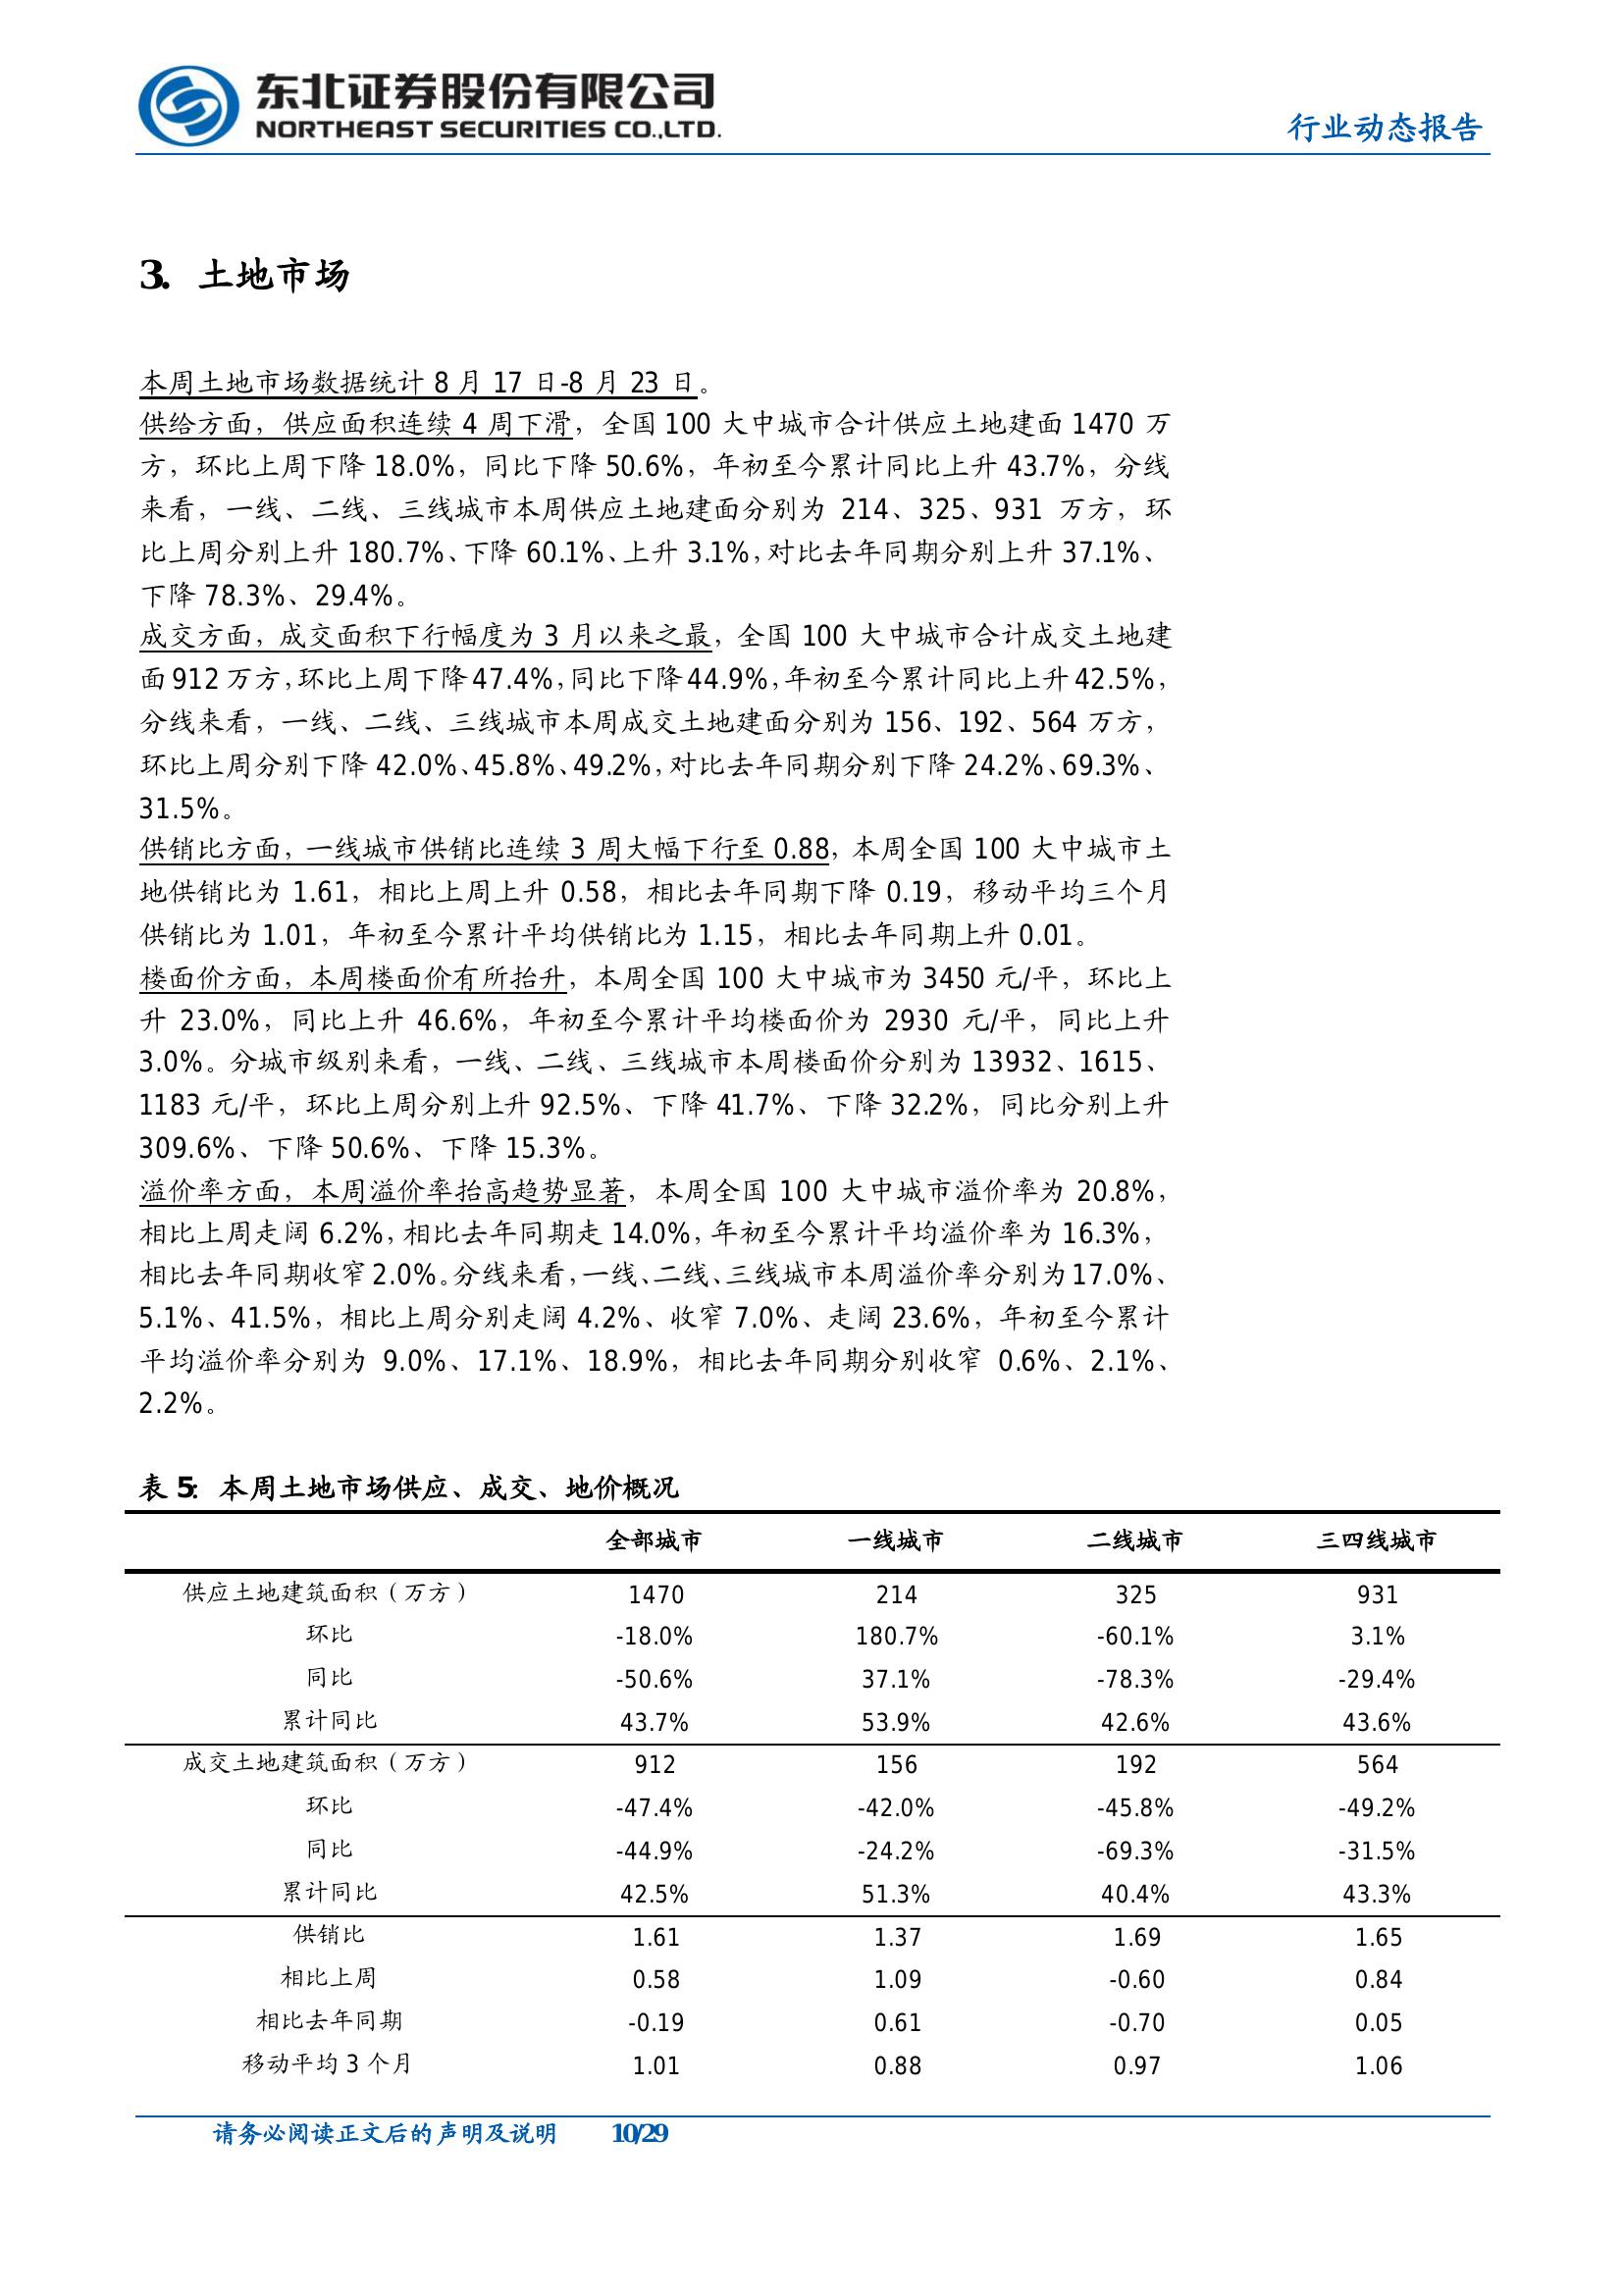 东北证券股份有限公司
NORTHEAST SECURITIES CO.,LTD.
行业动态报告
3. 土地市场
本周土地市场数据统计 8 月 17 日-8 月 23 日。
供给方面，供应面积连续 4 周下滑，全国 100 大中城市合计供应土地建面 1470 万
方，环比上周下降 18.0%，同比下降 50.6%，年初至今累计同比上升 43.7%，分线
来看，一线、二线、三线城市本周供应土地建面分别为 214、325、931 万方，环
比上周分别上升 180.7%、下降 60.1%、上升 3.1%，对比去年同期分别上升 37.1%、
下降 78.3%、29.4%。
成交方面，成交面积下行幅度为 3 月以来之最，全国 100 大中城市合计成交土地建
面 912 万方，环比上周下降 47.4%，同比下降 44.9%，年初至今累计同比上升 42.5%，
分线来看，一线、二线、三线城市本周成交土地建面分别为 156、192、564 万方，
环比上周分别下降 42.0%、45.8%、49.2%，对比去年同期分别下降 24.2%、69.3%、
31.5%。
供销比方面，一线城市供销比连续 3 周大幅下行至 0.88，本周全国 100 大中城市土
地供销比为 1.61，相比上周上升 0.58，相比去年同期下降 0.19，移动平均三个月
供销比为 1.01，年初至今累计平均供销比为 1.15，相比去年同期上升 0.01。
楼面价方面，本周楼面价有所抬升，本周全国 100 大中城市为 3450 元/平，环比上
升 23.0%，同比上升 46.6%，年初至今累计平均楼面价为 2930 元/平，同比上升
3.0%。分城市级别来看，一线、二线、三线城市本周楼面价分别为 13932、1615、
1183 元/平，环比上周分别上升 92.5%、下降 41.7%、下降 32.2%，同比分别上升
309.6%、下降 50.6%、下降 15.3%。
溢价率方面，本周溢价率抬高趋势显著，本周全国 100 大中城市溢价率为 20.8%，
相比上周走阔 6.2%，相比去年同期走 14.0%，年初至今累计平均溢价率为 16.3%，
相比去年同期收窄 2.0%。分线来看，一线、二线、三线城市本周溢价率分别为 17.0%、
5.1%、41.5%，相比上周分别走阔 4.2%、收窄 7.0%、走阔 23.6%，年初至今累计
平均溢价率分别为 9.0%、17.1%、18.9%，相比去年同期分别收窄 0.6%、2.1%、
2.2%。
表 5：本周土地市场供应、成交、地价概况
全部城市 一线城市 二线城市 三四线城市
供应土地建筑面积（万方） 1470 214 325 931
环比 -18.0% 180.7% -60.1% 3.1%
同比 -50.6% 37.1% -78.3% -29.4%
累计同比 43.7% 53.9% 42.6% 43.6%
成交土地建筑面积（万方） 912 156 192 564
环比 -47.4% -42.0% -45.8% -49.2%
同比 -44.9% -24.2% -69.3% -31.5%
累计同比 42.5% 51.3% 40.4% 43.3%
供销比 1.61 1.37 1.69 1.65
相比上周 0.58 1.09 -0.60 0.84
相比去年同期 -0.19 0.61 -0.70 0.05
移动平均 3 个月 1.01 0.88 0.97 1.06
请务必阅读正文后的声明及说明 10/29